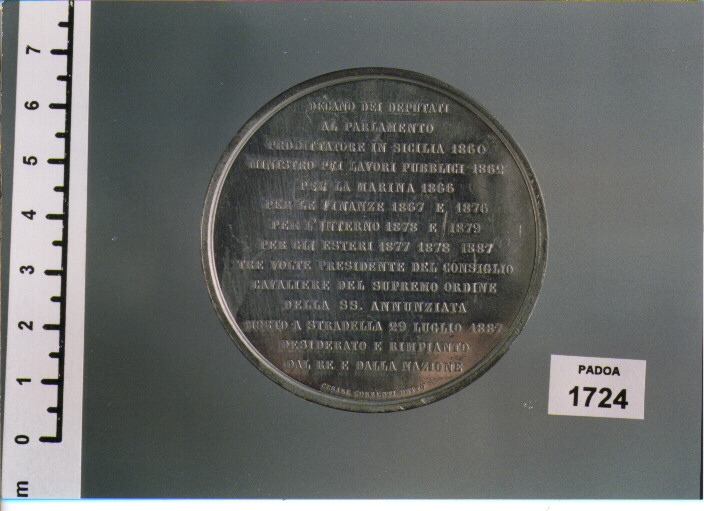 DECANO DEI DEPUTATI
AL PARLAMENTO
PRODITTATORE IN SICILIA 1860
MINISTRO PEI LAVORI PUBBLICI 1862
PER LA MARINA 1866
PER LE FINANZE 1867 E 1876
PER L'INTERNO 1878 E 1879
PER GLI ESTERI 1877 1878 1887
TRE VOLTE PRESIDENTE DEL CONSIGLIO
CAVALIERE DEL SUPREMO ORDINE
DELLA SS. ANNUNZIATA
MORTO A STRADELLA 29 LUGLIO 1887
DESIDERATO E RIMPIANTO
DAL RE E DALLA NAZIONE
CESARE CORRENTI
PADOA
1724
7
6
5
4
3
2
1
0
m